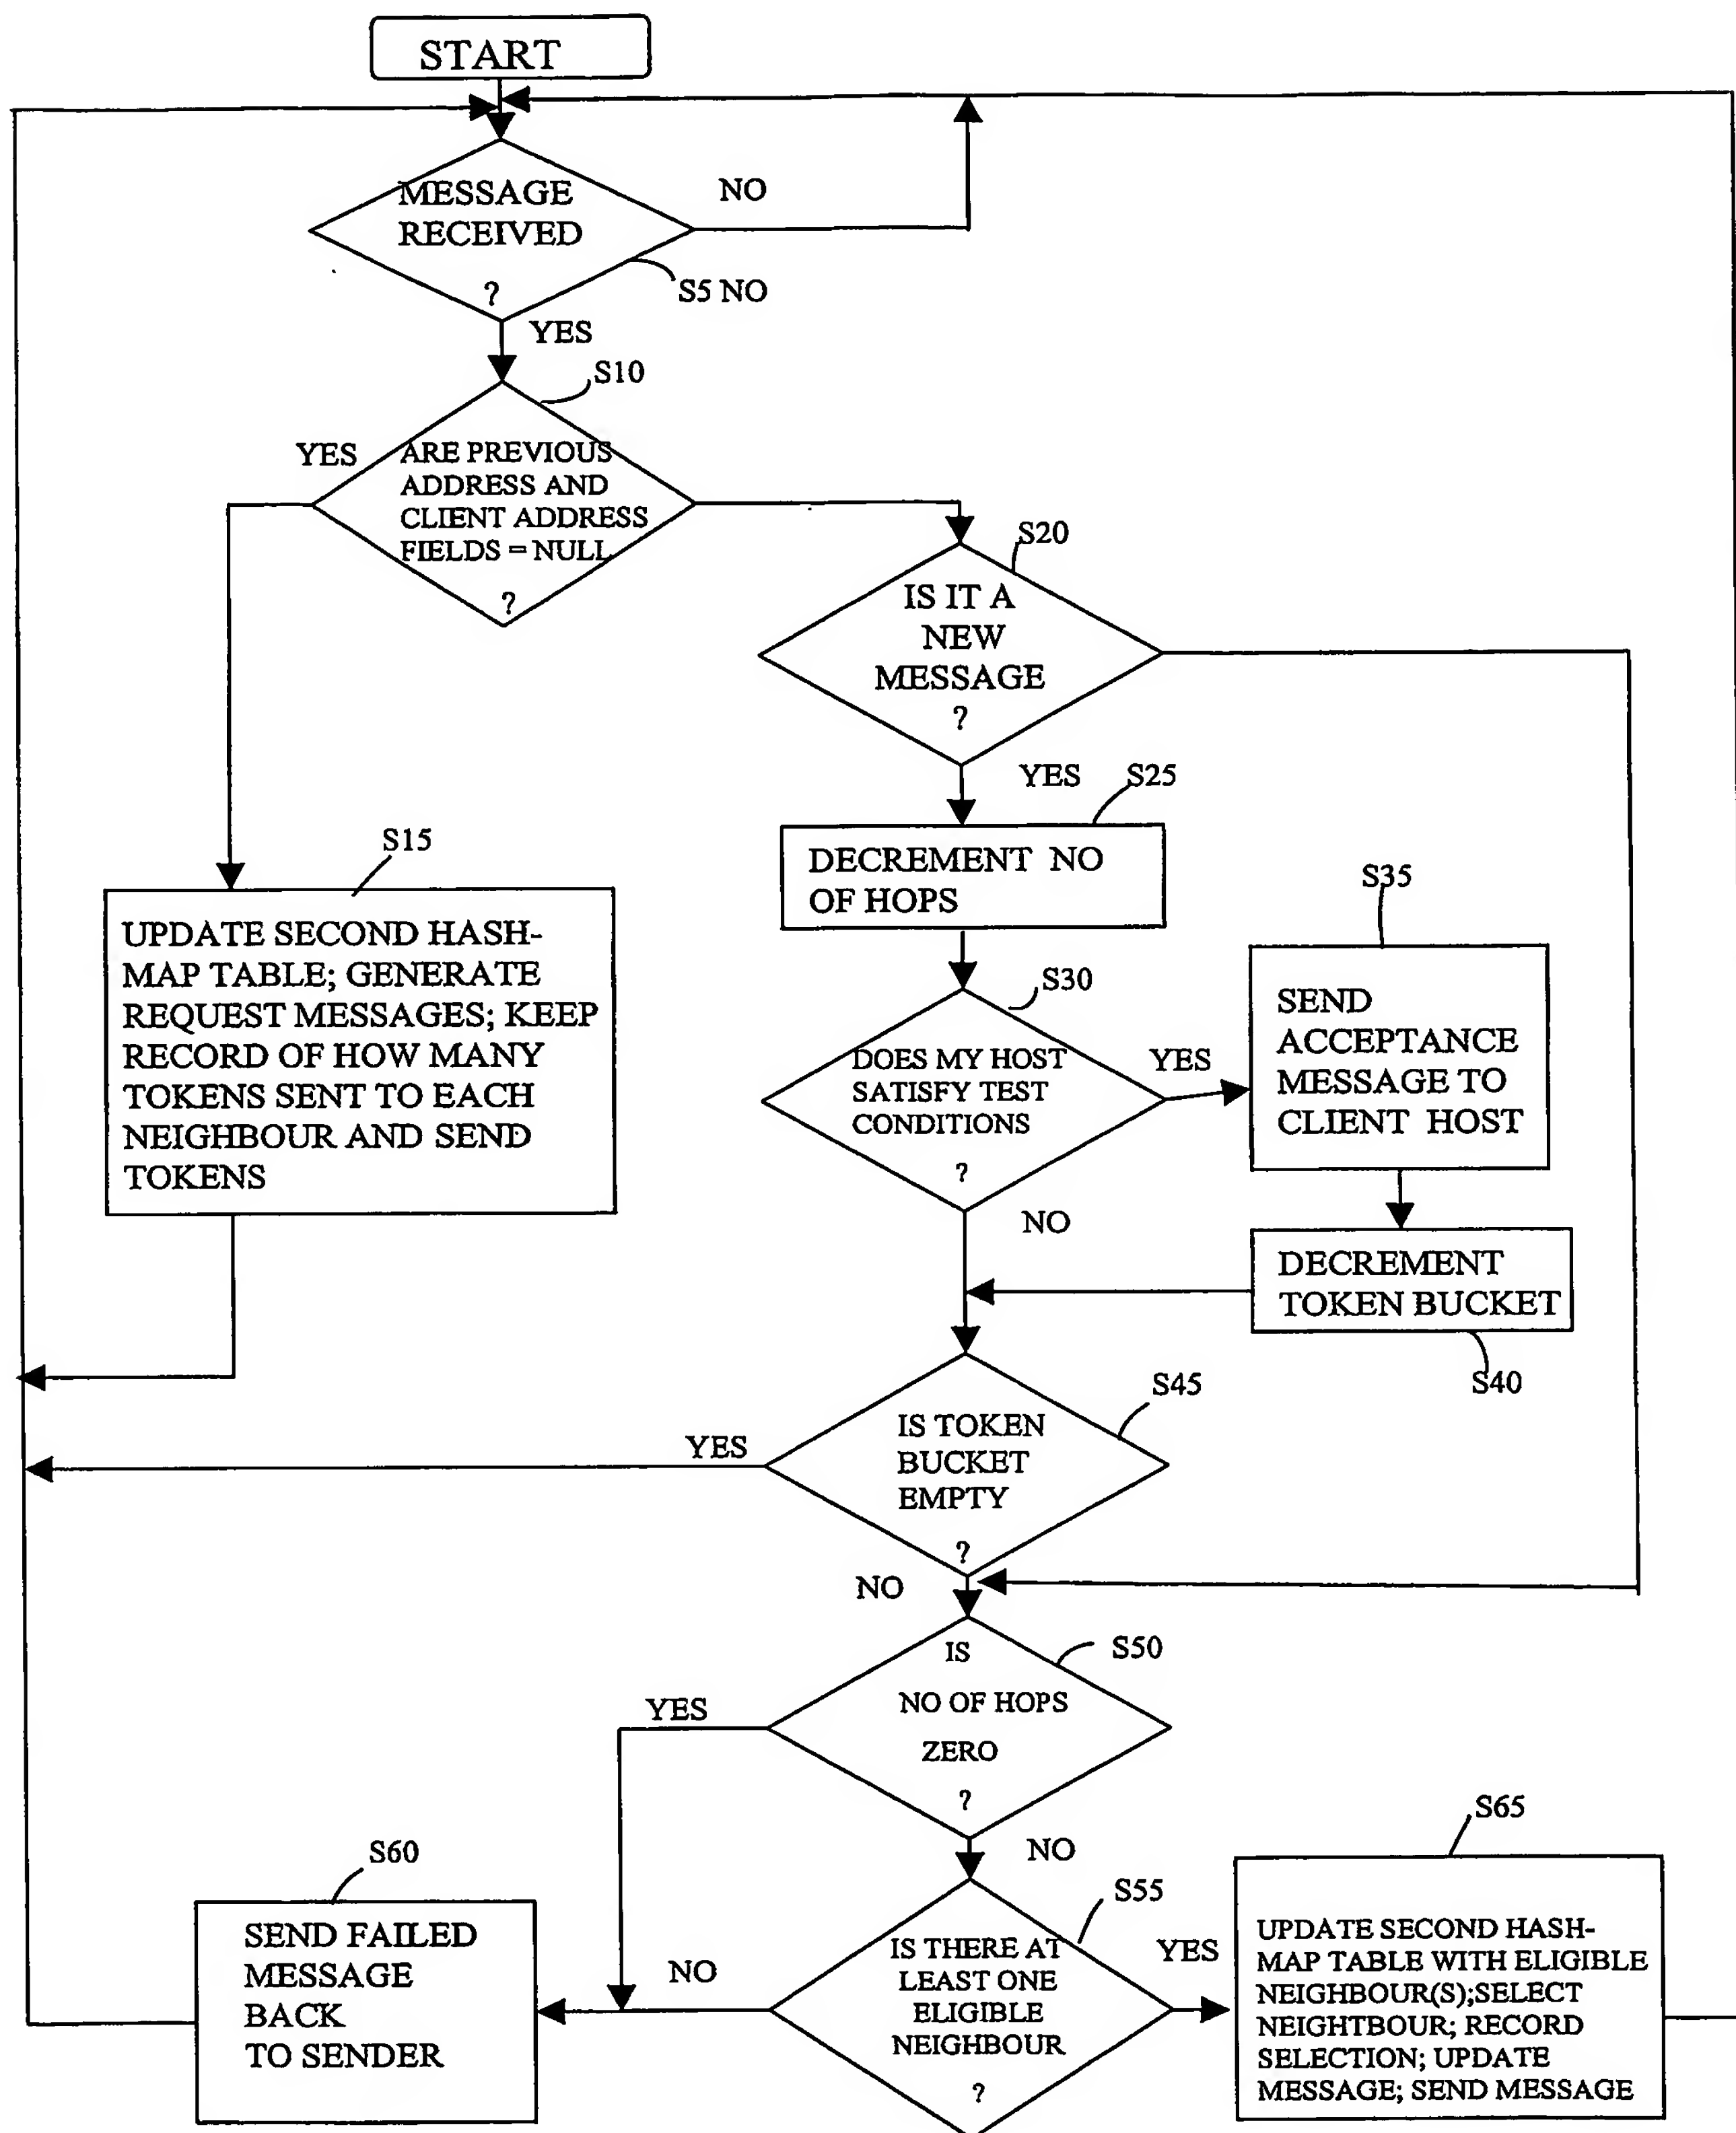 START
MESSAGE
RECEIVED
?
NO
S5 NO
YES
S10
YES
ARE PREVIOUS
ADDRESS AND
CLIENT ADDRESS
FIELDS = NULL
?
S20
IS IT A
NEW
MESSAGE
?
YES
S25
DECREMENT NO
OF HOPS
S15
UPDATE SECOND HASH-
MAP TABLE; GENERATE
REQUEST MESSAGES; KEEP
RECORD OF HOW MANY
TOKENS SENT TO EACH
NEIGHBOUR AND SEND
TOKENS
S30
DOES MY HOST
SATISFY TEST
CONDITIONS
?
YES
NO
S35
SEND
ACCEPTANCE
MESSAGE TO
CLIENT HOST
DECREMENT
TOKEN BUCKET
S40
S45
YES
IS TOKEN
BUCKET
EMPTY
?
NO
S50
IS
NO OF HOPS
ZERO
?
YES
NO
S55
IS THERE AT
LEAST ONE
ELIGIBLE
NEIGHBOUR
?
NO
YES
S60
SEND FAILED
MESSAGE
BACK
TO SENDER
S65
UPDATE SECOND HASH-
MAP TABLE WITH ELIGIBLE
NEIGHBOUR(S);SELECT
NEIGHTBOUR; RECORD
SELECTION; UPDATE
MESSAGE; SEND MESSAGE